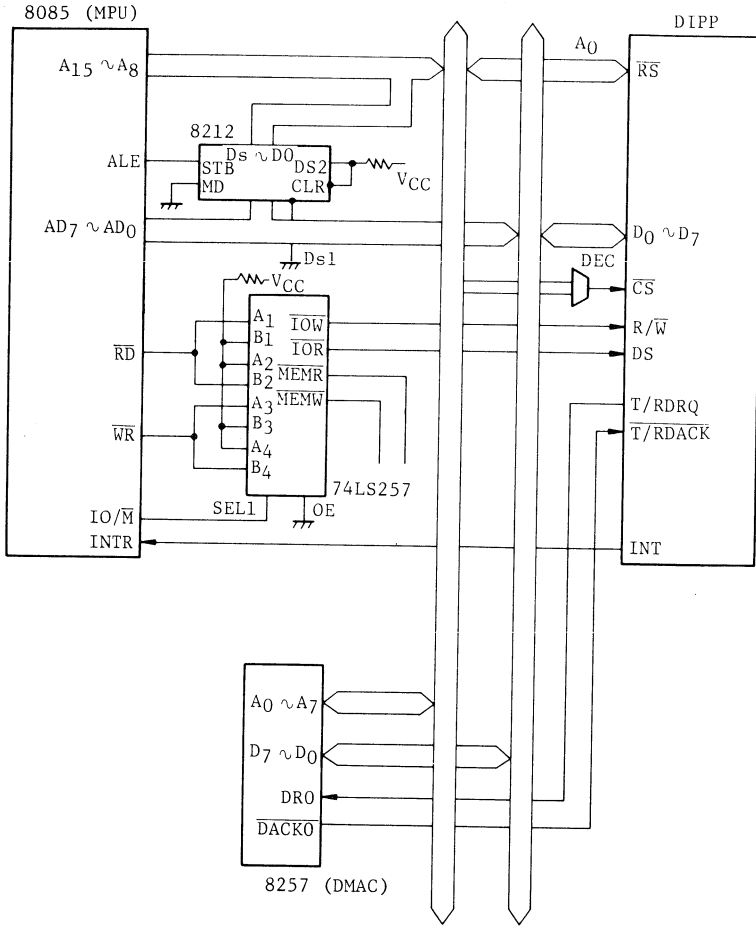 8085 (MPU)
DIPP
A15 ~A8
A0
RS
8212
Ds ~ D0
ALE
STB
DS2
MD
CLR
VCC
AD7 ~AD0
D0 ~ D7
Ds1
DEC
CS
VCC
A1
IOW
R/W
B1
IOR
DS
RD
A2
MEMR
B2
MEMW
T/RDRQ
A3
WR
B3
T/RDACK
A4
B4
74LS257
SEL1
OE
IO/M
INTR
INT
A0 ~A7
D7 ~D0
DRO
DACKO
8257 (DMAC)